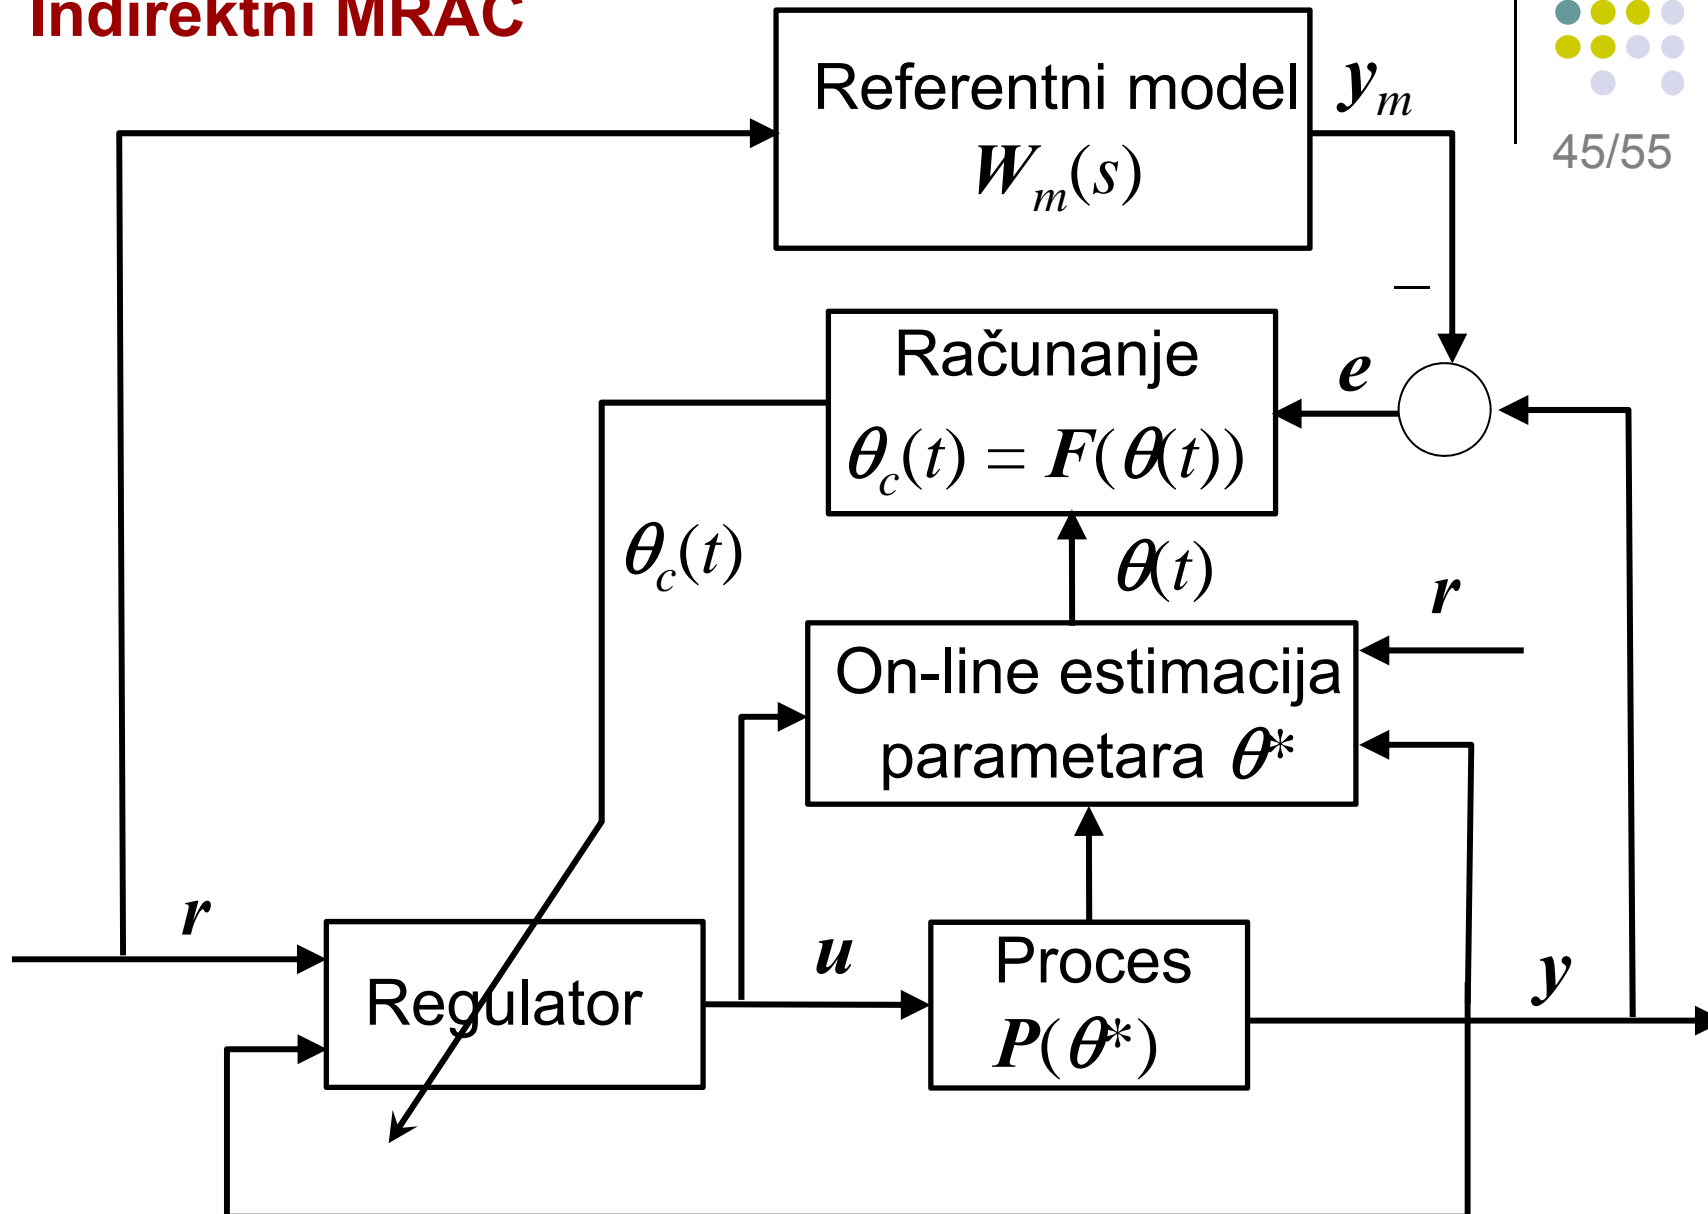 Indirektni MRAC
45/55
Referentni model
W_m(s)
y_m
–
Računanje
θ_c(t) = F(θ(t))
e
θ_c(t)
θ(t)
r
On-line estimacija
parametara θ*
r
Regulator
u
Proces
P(θ*)
y